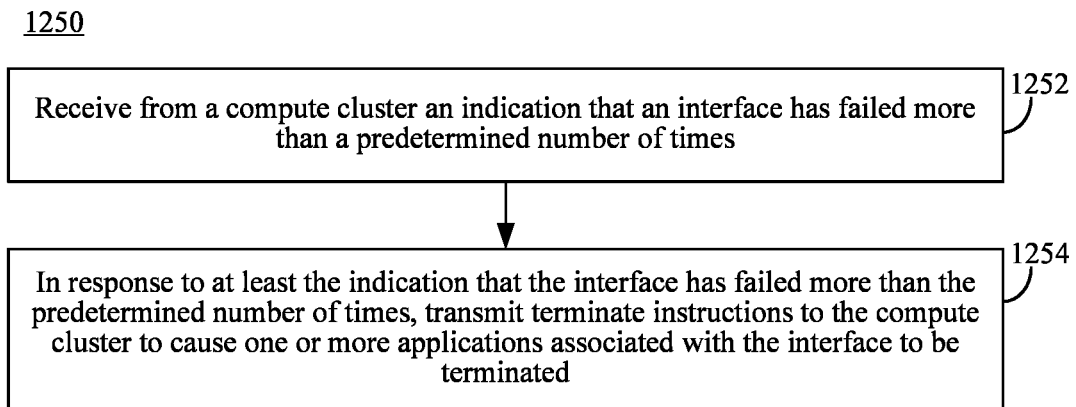 1250
1252
Receive from a compute cluster an indication that an interface has failed more
than a predetermined number of times
1254
In response to at least the indication that the interface has failed more than the
predetermined number of times, transmit terminate instructions to the compute
cluster to cause one or more applications associated with the interface to be
terminated